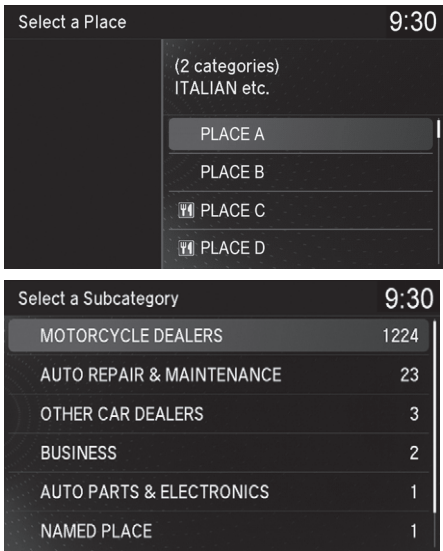 Select a Place 9:30
(2 categories)
ITALIAN etc.
PLACE A
PLACE B
PLACE C
PLACE D
Select a Subcategory 9:30
MOTORCYCLE DEALERS 1224
AUTO REPAIR & MAINTENANCE 23
OTHER CAR DEALERS 3
BUSINESS 2
AUTO PARTS & ELECTRONICS 1
NAMED PLACE 1